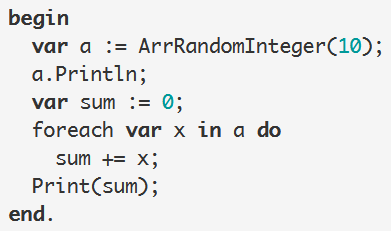 begin
  var a := ArrRandomInteger(10);
  a.Println;
  var sum := 0;
  foreach var x in a do
    sum += x;
  Print(sum);
end.